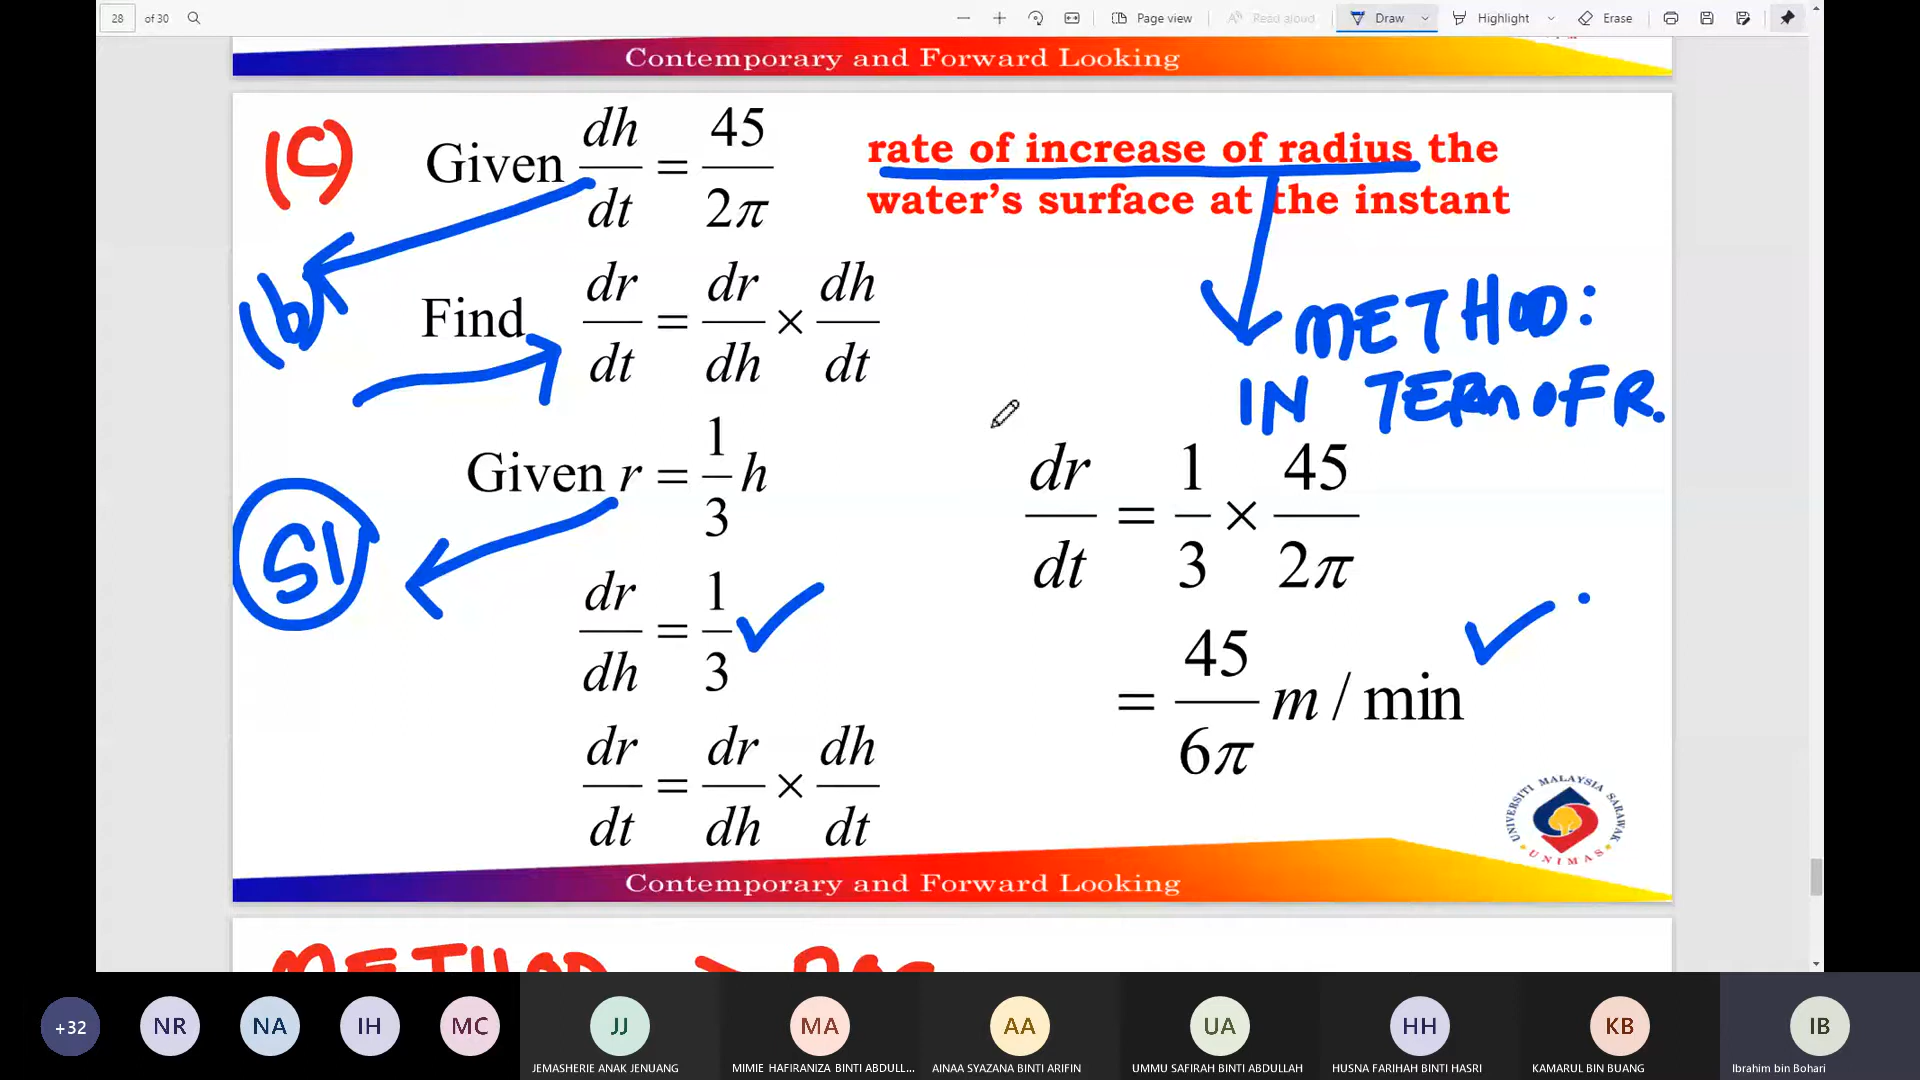 28 of 30 Page view Read aloud Draw Highlight Erase
Contemporary and Forward Looking
(C)
Given dh/dt = 45/2π
rate of increase of radius the
water's surface at the instant
(b)
Find dr/dt = dr/dh × dh/dt
METHOD:
IN TERM OF R.
Given r = 1/3 h
S1
dr/dh = 1/3
dr/dt = dr/dh × dh/dt
dr/dt = 1/3 × 45/2π
= 45/6π m / min
UNIVERSITI MALAYSIA SARAWAK
UNIMAS
Contemporary and Forward Looking
METHOD
+32 NR NA IH MC JJ MA AA UA HH KB IB
JEMASHERIE ANAK JENUANG
MIMIE HAFIRANIZA BINTI ABDULL...
AINAA SYAZANA BINTI ARIFIN
UMMU SAFIRAH BINTI ABDULLAH
HUSNA FARIHAH BINTI HASRI
KAMARUL BIN BUANG
Ibrahim bin Bohari